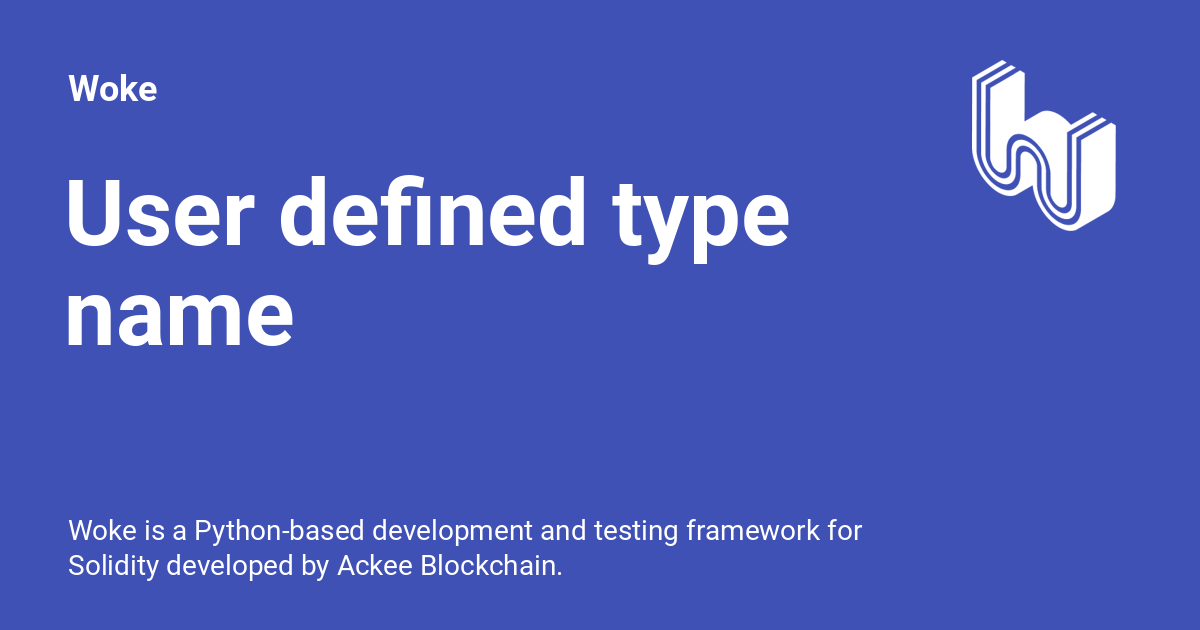 Woke
User defined type
name
Woke is a Python-based development and testing framework for
Solidity developed by Ackee Blockchain.